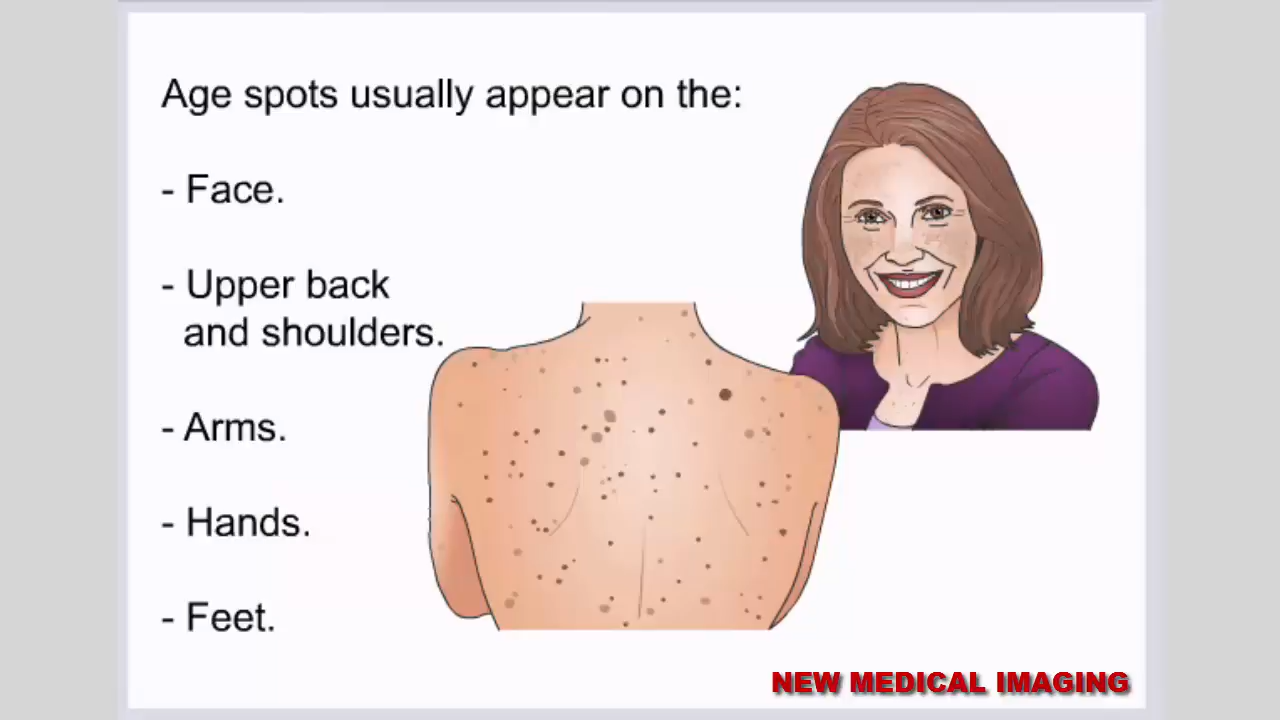 Age spots usually appear on the:
- Face.
- Upper back
and shoulders.
- Arms.
- Hands.
- Feet.
NEW MEDICAL IMAGING